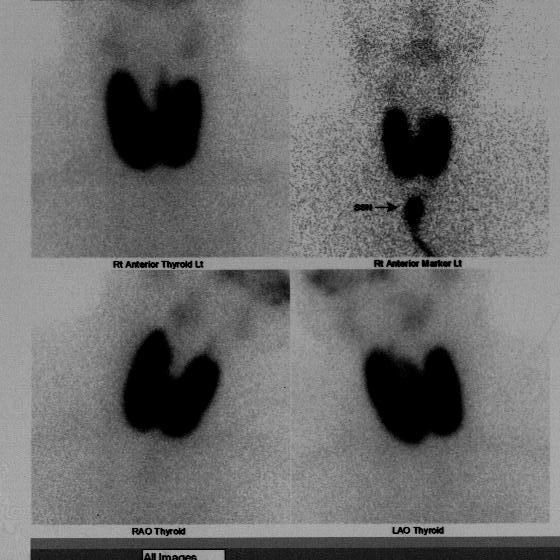 SSN
Rt Anterior Thyroid Lt
Rt Anterior Marker Lt
RAO Thyroid
LAO Thyroid
All Images